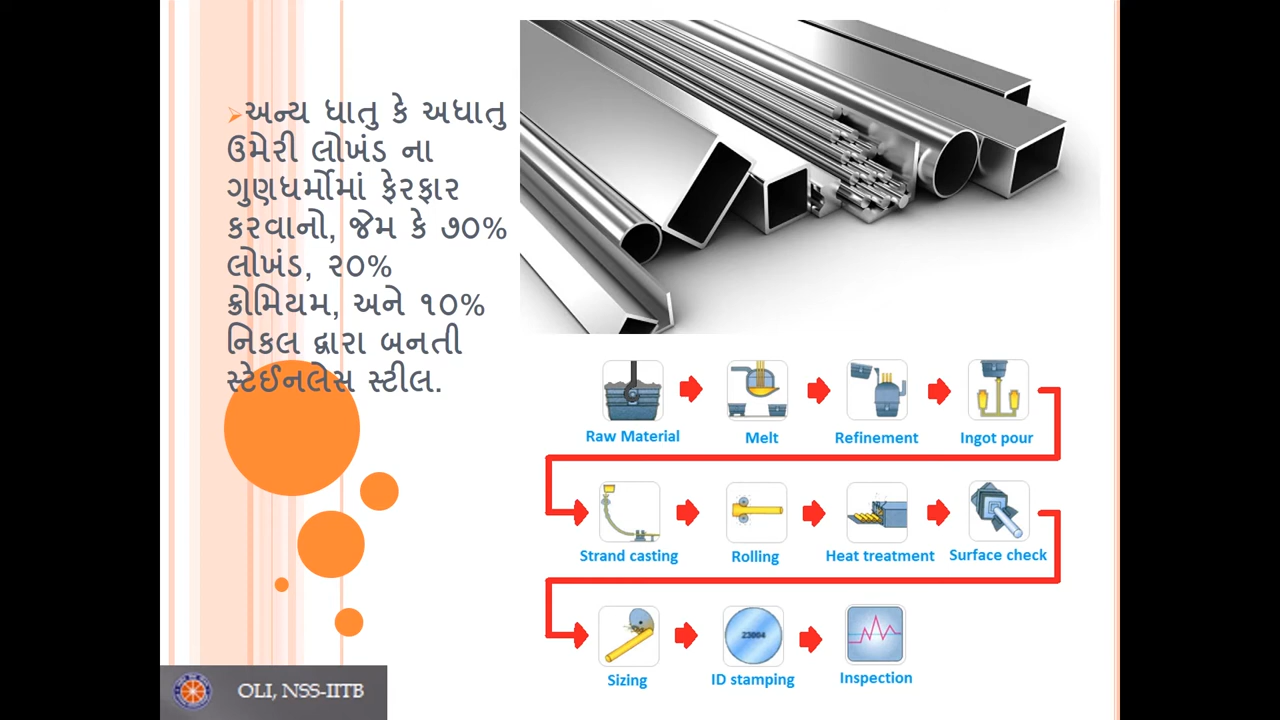 અન્ય ધાતુ કે અધાતુ
ઉમેરી લોખંડ ના
ગુણધર્મોમાં ફેરફાર
કરવાનો, જેમ કે ૭૦%
લોખંડ, ૨૦%
ક્રોમિયમ, અને ૧૦%
નિકલ દ્વારા બનતી
સ્ટેઈનલેસ સ્ટીલ.
Raw Material
Melt
Refinement
Ingot pour
Strand casting
Rolling
Heat treatment
Surface check
Sizing
23004
ID stamping
Inspection
OLI, NSS-IITB